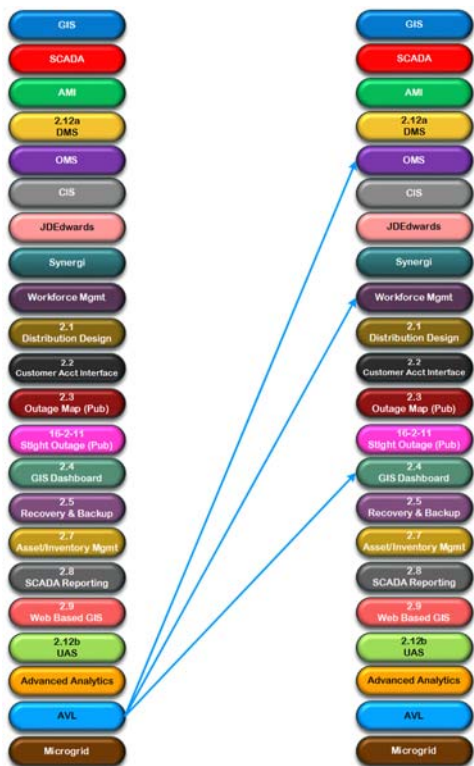 GIS
SCADA
AMI
2.12a
DMS
OMS
CIS
JDEdwards
Synergi
Workforce Mgmt
2.1
Distribution Design
2.2
Customer Acct Interface
2.3
Outage Map (Pub)
16-2-11
Stlght Outage (Pub)
2.4
GIS Dashboard
2.5
Recovery & Backup
2.7
Asset/Inventory Mgmt
2.8
SCADA Reporting
2.9
Web Based GIS
2.12b
UAS
Advanced Analytics
AVL
Microgrid
GIS
SCADA
AMI
2.12a
DMS
OMS
CIS
JDEdwards
Synergi
Workforce Mgmt
2.1
Distribution Design
2.2
Customer Acct Interface
2.3
Outage Map (Pub)
16-2-11
Stlght Outage (Pub)
2.4
GIS Dashboard
2.5
Recovery & Backup
2.7
Asset/Inventory Mgmt
2.8
SCADA Reporting
2.9
Web Based GIS
2.12b
UAS
Advanced Analytics
AVL
Microgrid